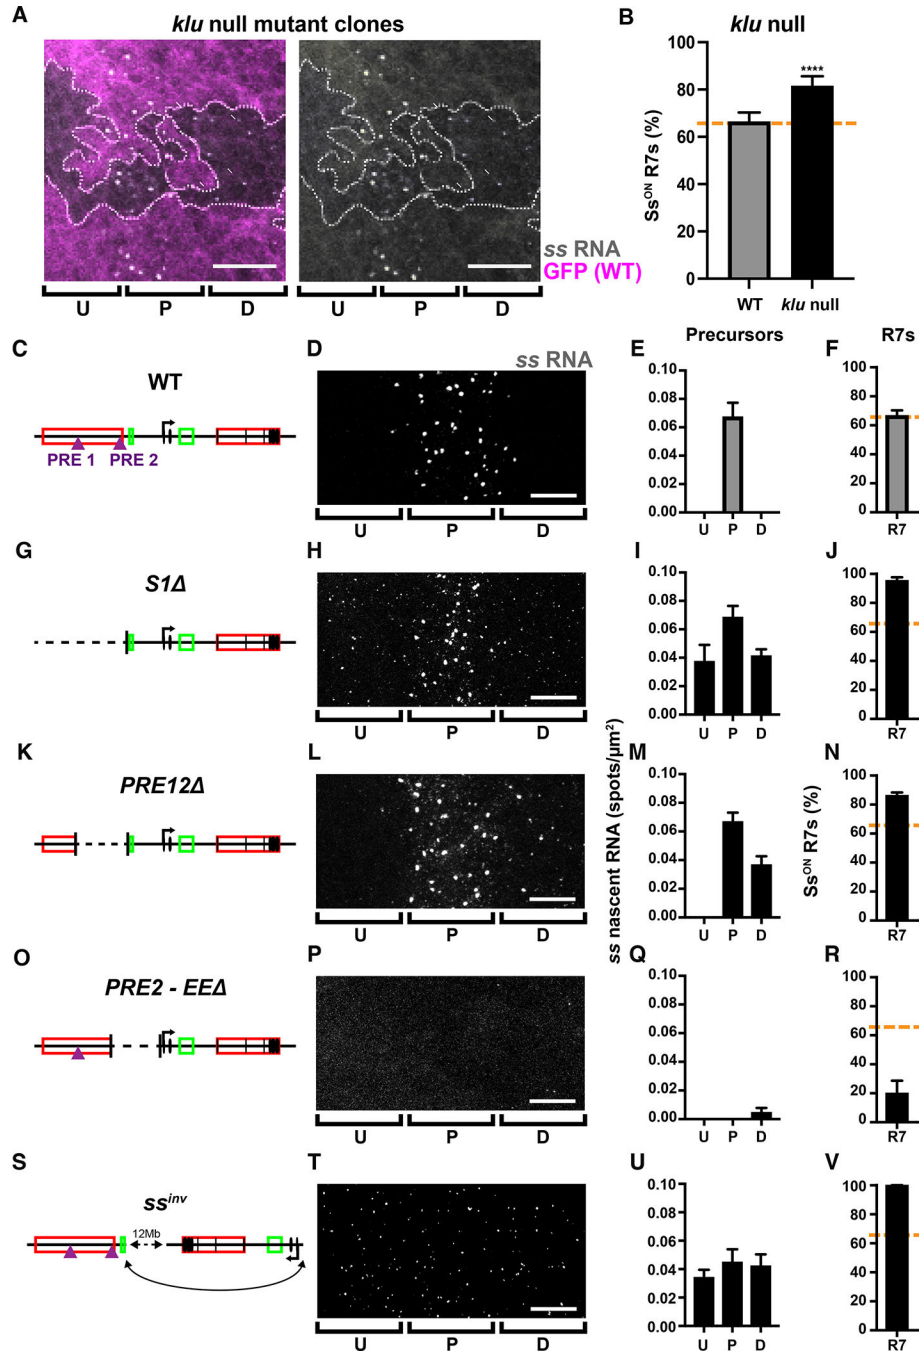 A
klu null mutant clones
ss RNA
GFP (WT)
U P D
U P D
B
klu null
100
80
60
40
20
0
SsON R7s (%)
****
WT klu null
C
WT
PRE 1 PRE 2
D
ss RNA
U P D
Precursors
E
0.10
0.08
0.06
0.04
0.02
0.00
U P D
R7s
F
100
80
60
40
20
0
R7
G
S1Δ
H
U P D
I
0.10
0.08
0.06
0.04
0.02
0.00
U P D
J
100
80
60
40
20
0
R7
K
PRE12Δ
L
U P D
ss nascent RNA (spots/µm²)
M
0.10
0.08
0.06
0.04
0.02
0.00
U P D
SsON R7s (%)
N
100
80
60
40
20
0
R7
O
PRE2 - EEΔ
P
U P D
Q
0.10
0.08
0.06
0.04
0.02
0.00
U P D
R
100
80
60
40
20
0
R7
S
ssinv
12Mb
T
U P D
U
0.10
0.08
0.06
0.04
0.02
0.00
U P D
V
100
80
60
40
20
0
R7